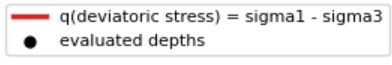 q(deviatoric stress) = sigma1 - sigma3
evaluated depths